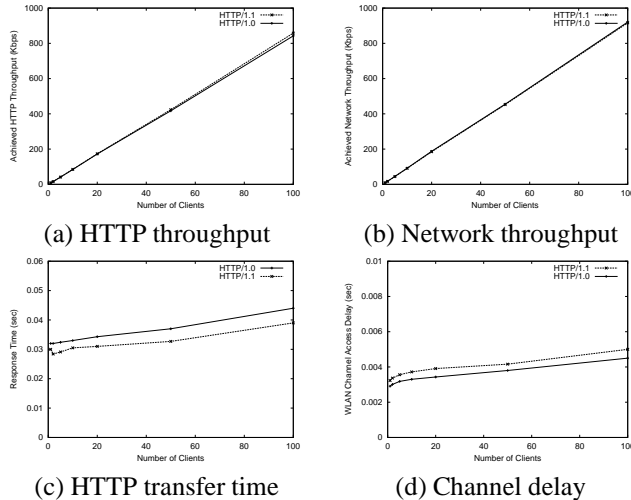 1000
800
600
400
200
0
0 20 40 60 80 100
Achieved HTTP Throughput (Kbps)
Number of Clients
HTTP/1.1
HTTP/1.0
(a) HTTP throughput
1000
800
600
400
200
0
0 20 40 60 80 100
Achieved Network Throughput (Kbps)
Number of Clients
HTTP/1.1
HTTP/1.0
(b) Network throughput
0.06
0.05
0.04
0.03
0.02
0.01
0
0 20 40 60 80 100
Response Time (sec)
Number of Clients
HTTP/1.0
HTTP/1.1
(c) HTTP transfer time
0.01
0.008
0.006
0.004
0.002
0
0 20 40 60 80 100
WLAN Channel Access Delay (sec)
Number of Clients
HTTP/1.1
HTTP/1.0
(d) Channel delay